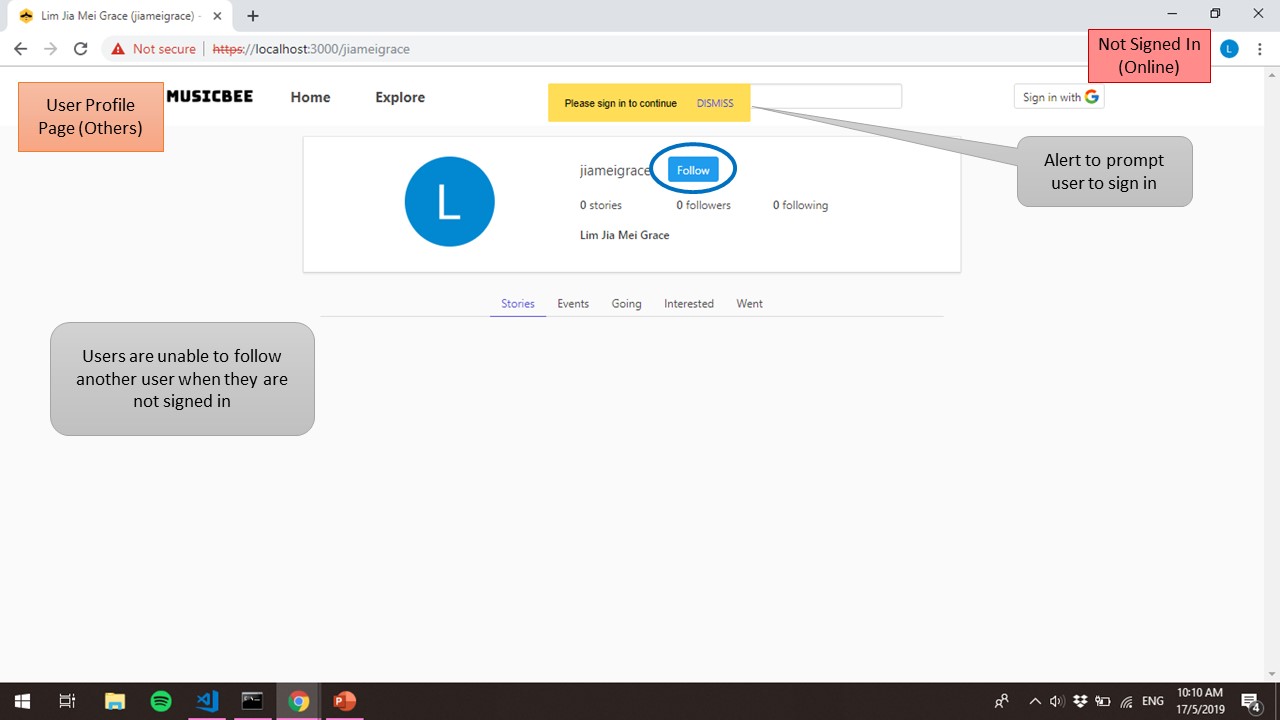 Lim Jia Mei Grace (jiameigrace) -
Not secure
https://localhost:3000/jiameigrace
L
Not Signed In
(Online)
User Profile
Page (Others)
MUSICBEE
Home
Explore
Please sign in to continue
DISMISS
Sign in with
Alert to prompt
user to sign in
L
jiameigrace
Follow
0 stories
0 followers
0 following
Lim Jia Mei Grace
Stories
Events
Going
Interested
Went
Users are unable to follow
another user when they are
not signed in
ENG
10:10 AM
17/5/2019
4